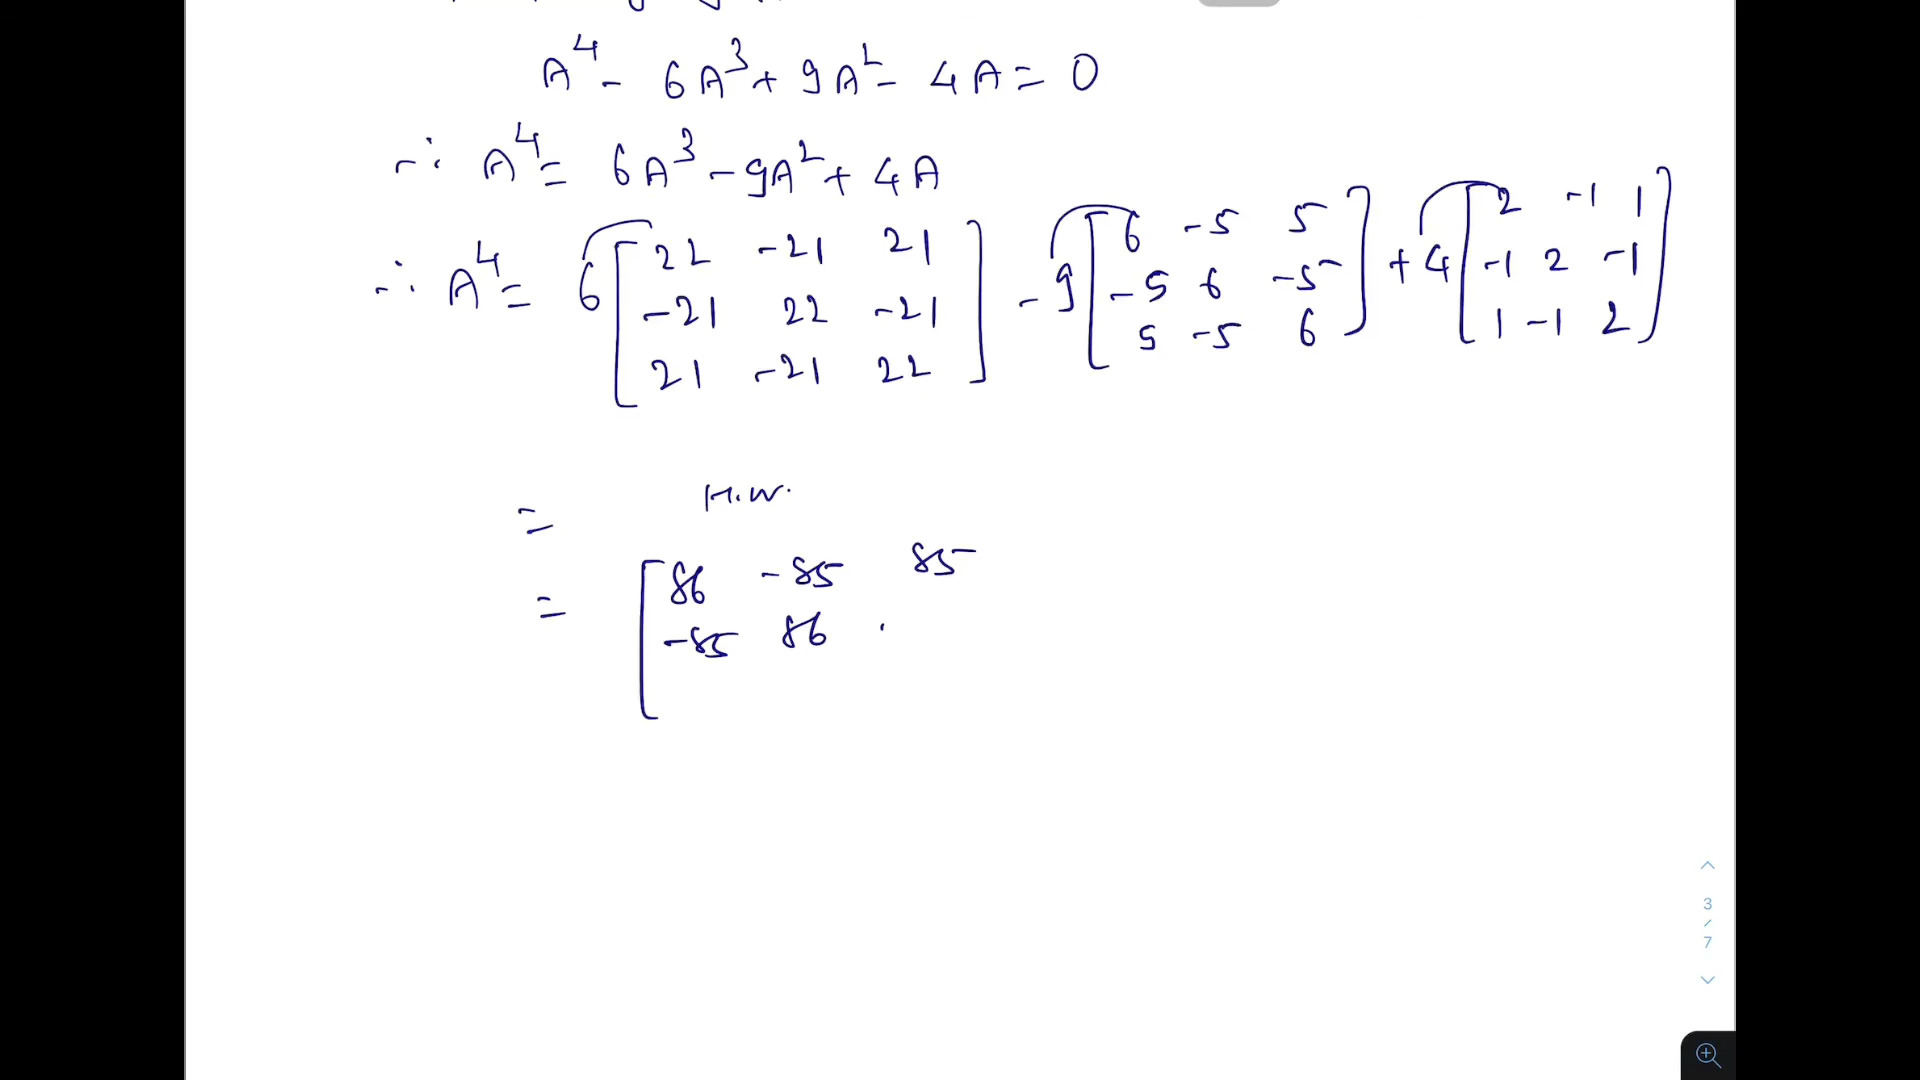 A⁴ - 6A³ + 9A² - 4A = 0
∴ A⁴ = 6A³ - 9A² + 4A
∴ A⁴ = 6 [22 -21 21; -21 22 -21; 21 -21 22] - 9 [6 -5 5; -5 6 -5; 5 -5 6] + 4 [2 -1 1; -1 2 -1; 1 -1 2]
= H.W.
= [86 -85 85
-85 86 .
3
/
7